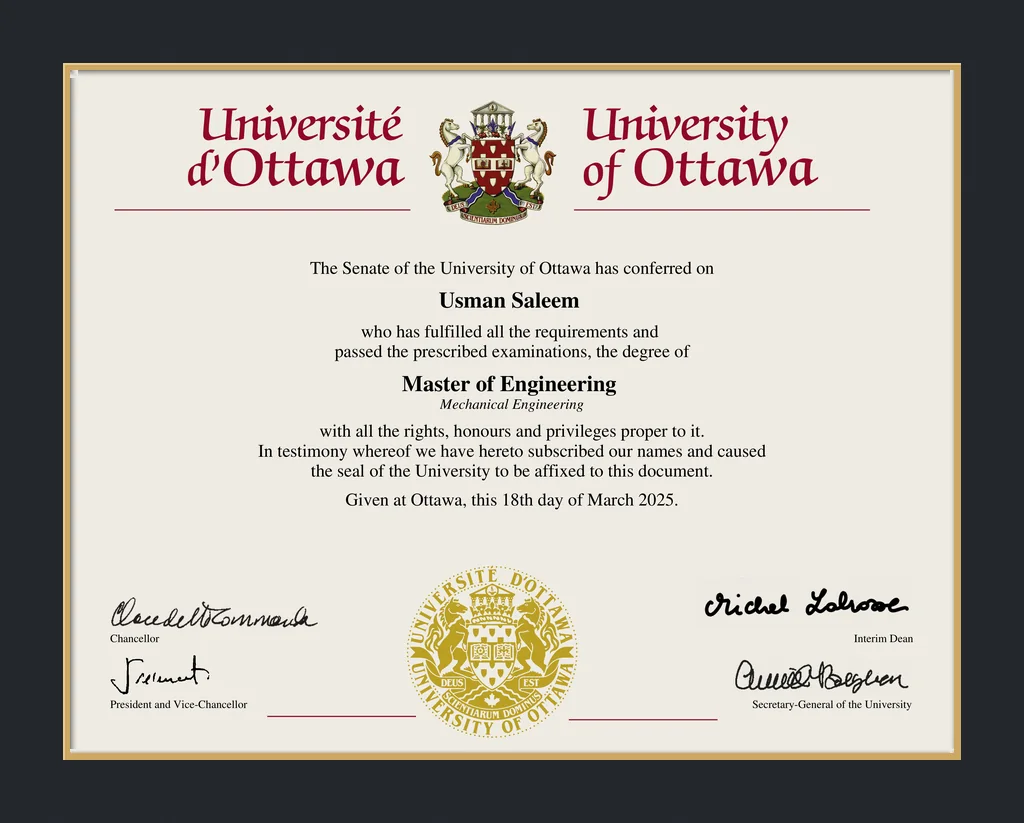 Université
d'Ottawa
University
of Ottawa
DEUS EST
SCIENTIARUM DOMINUS
The Senate of the University of Ottawa has conferred on
Usman Saleem
who has fulfilled all the requirements and
passed the prescribed examinations, the degree of
Master of Engineering
Mechanical Engineering
with all the rights, honours and privileges proper to it.
In testimony whereof we have hereto subscribed our names and caused
the seal of the University to be affixed to this document.
Given at Ottawa, this 18th day of March 2025.
Chancellor
President and Vice-Chancellor
UNIVERSITÉ D'OTTAWA
DEUS EST
SCIENTIARUM DOMINUS
UNIVERSITY OF OTTAWA
Interim Dean
Secretary-General of the University